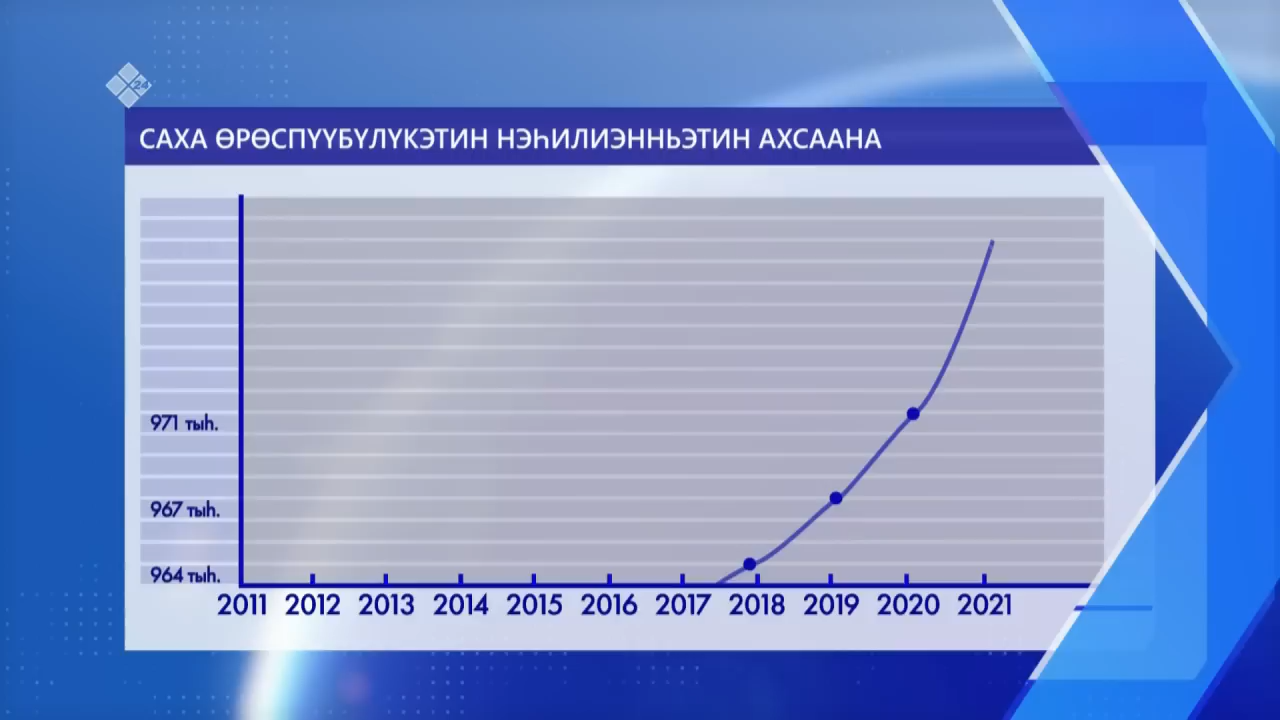 24
САХА ӨРӨСПҮҮБҮЛҮКЭТИН НЭҺИЛИЭННЬЭТИН АХСААНА
971 тыһ.
967 тыһ.
964 тыһ.
2011 2012 2013 2014 2015 2016 2017 2018 2019 2020 2021